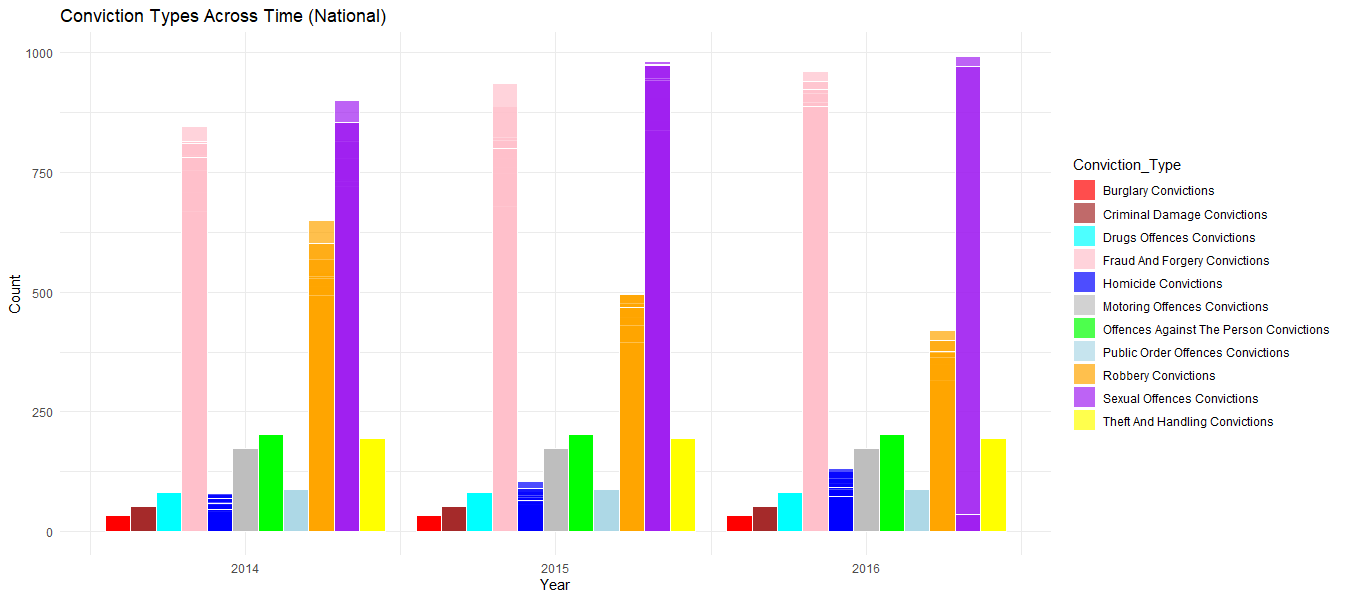 Conviction Types Across Time (National)
1000
750
500
250
0
Count
2014
2015
2016
Year
Conviction_Type
Burglary Convictions
Criminal Damage Convictions
Drugs Offences Convictions
Fraud And Forgery Convictions
Homicide Convictions
Motoring Offences Convictions
Offences Against The Person Convictions
Public Order Offences Convictions
Robbery Convictions
Sexual Offences Convictions
Theft And Handling Convictions